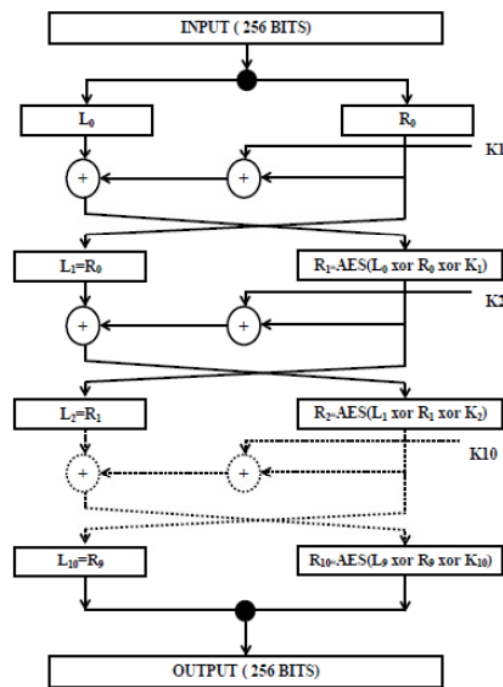 INPUT ( 256 BITS)
L₀
R₀
K1
+
+
L₁=R₀
R₁=AES(L₀ xor R₀ xor K₁)
K2
+
+
L₂=R₁
R₂=AES(L₁ xor R₁ xor K₂)
K10
+
+
L₁₀=R₉
R₁₀=AES(L₉ xor R₉ xor K₁₀)
OUTPUT ( 256 BITS)